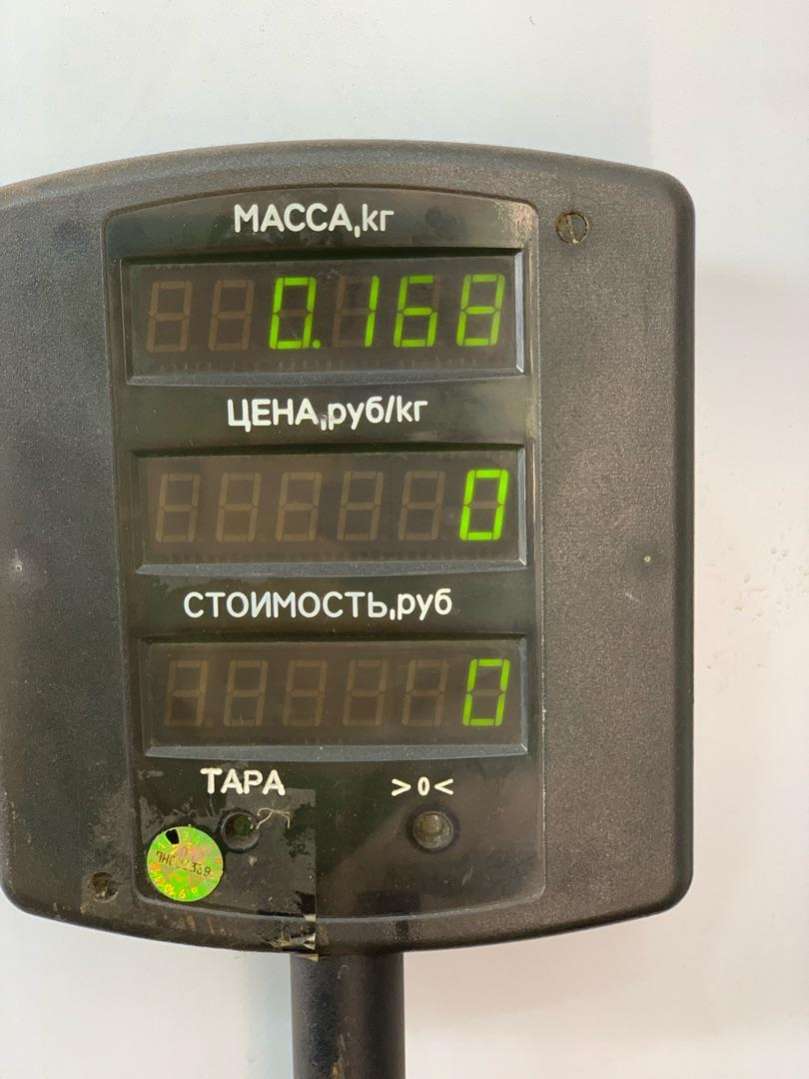 МАССА,кг
0.168
ЦЕНА,руб/кг
0
СТОИМОСТЬ,руб
0
ТАРА >0<